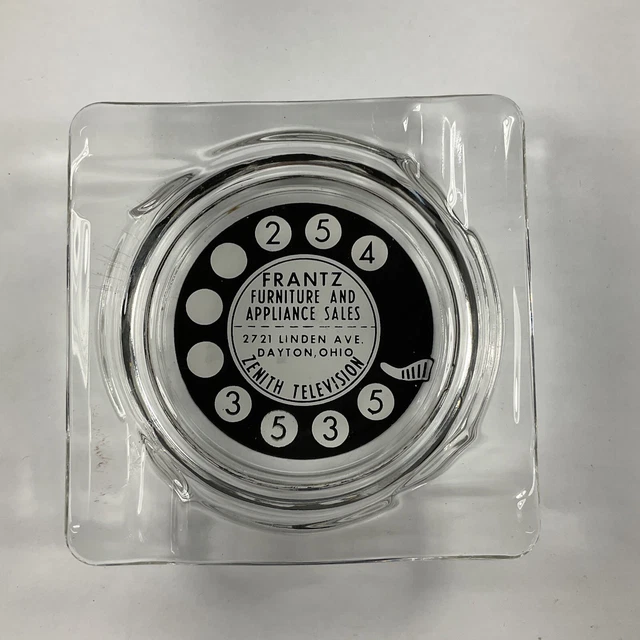 2 5 4
FRANTZ
FURNITURE AND
APPLIANCE SALES
2721 LINDEN AVE.
DAYTON, OHIO
ZENITH TELEVISION
3 5 3 5